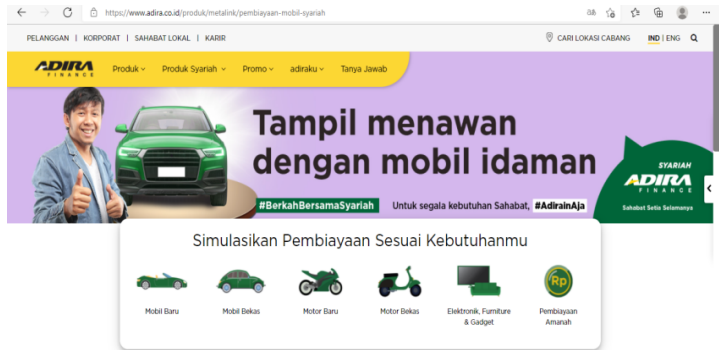 https://www.adira.co.id/produk/metalink/pembiayaan-mobil-syariah
PELANGGAN | KORPORAT | SAHABAT LOKAL | KARIR
CARI LOKASI CABANG IND | ENG
ADIRA
FINANCE
Produk Produk Syariah Promo adiraku Tanya Jawab
Tampil menawan
dengan mobil idaman
#BerkahBersamaSyariah Untuk segala kebutuhan Sahabat, #AdirainAja
SYARIAH
ADIRA
FINANCE
Sahabat Setia Selamanya
Simulasikan Pembiayaan Sesuai Kebutuhanmu
Rp
Mobil Baru Mobil Bekas Motor Baru Motor Bekas Elektronik, Furniture Pembiayaan
& Gadget Amanah